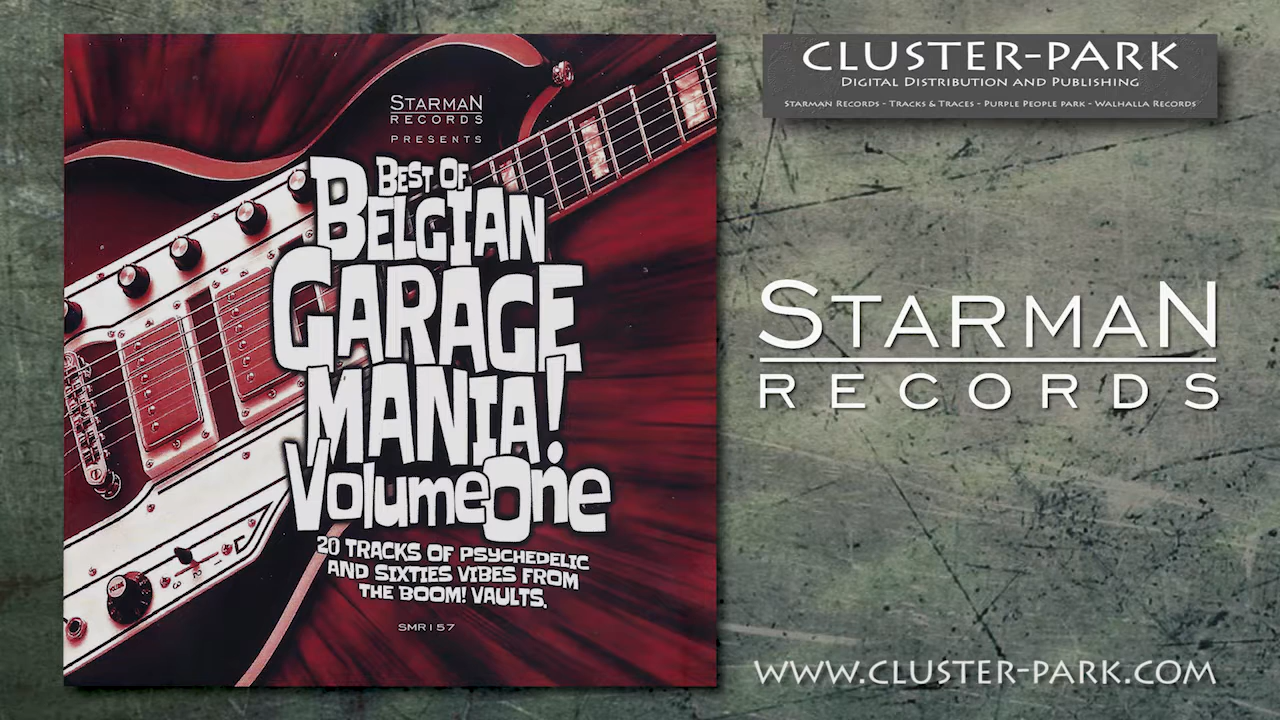 STARMAN
RECORDS
PRESENTS
BEST OF
BELGIAN
GARAGE
MANIA!
VolumeOne
20 TRACKS OF PSYCHEDELIC
AND SIXTIES VIBES FROM
THE BOOM! VAULTS.
SMR157
CLUSTER-PARK
DIGITAL DISTRIBUTION AND PUBLISHING
STARMAN RECORDS - TRACKS & TRACES - PURPLE PEOPLE PARK - WALHALLA RECORDS
STARMAN
RECORDS
WWW.CLUSTER-PARK.COM